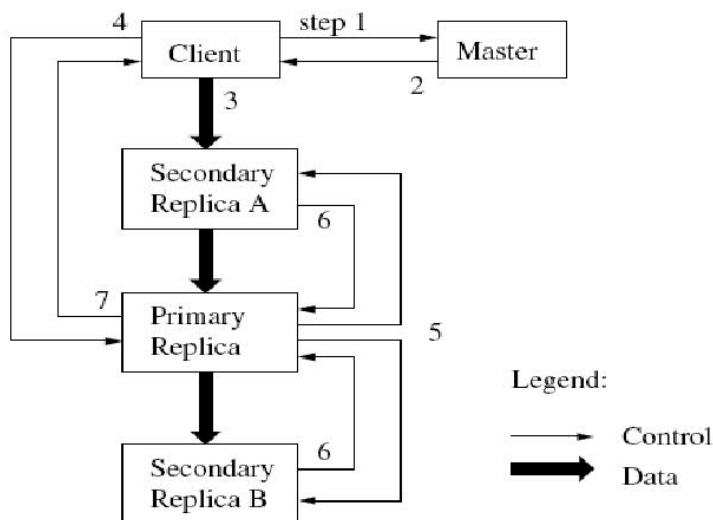 4
step 1
Client
Master
2
3
Secondary
Replica A
6
7
Primary
Replica
5
Legend:
Control
6
Secondary
Replica B
Data